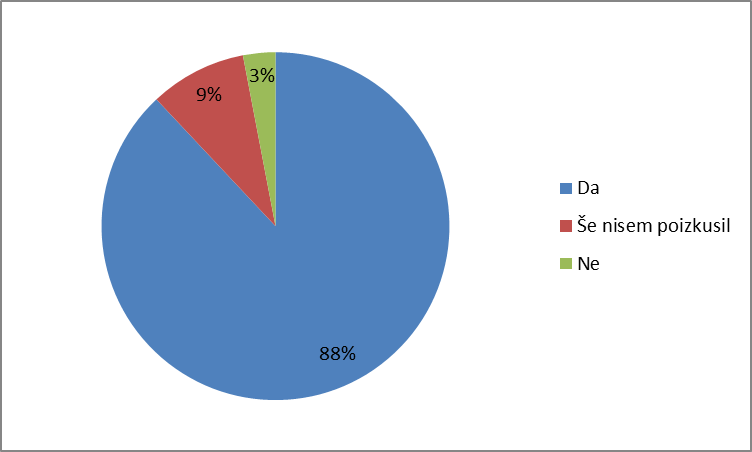 3%
9%
88%
Da
Še nisem poizkusil
Ne